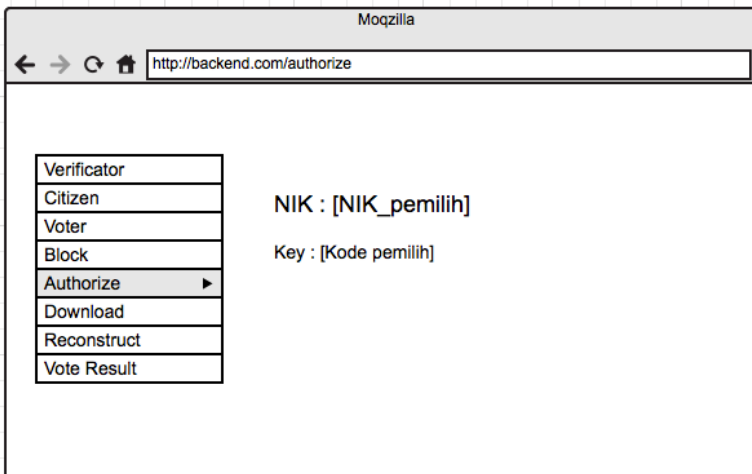 Moqzilla
http://backend.com/authorize
Verificator
Citizen
Voter
Block
Authorize
Download
Reconstruct
Vote Result
NIK : [NIK_pemilih]
Key : [Kode pemilih]